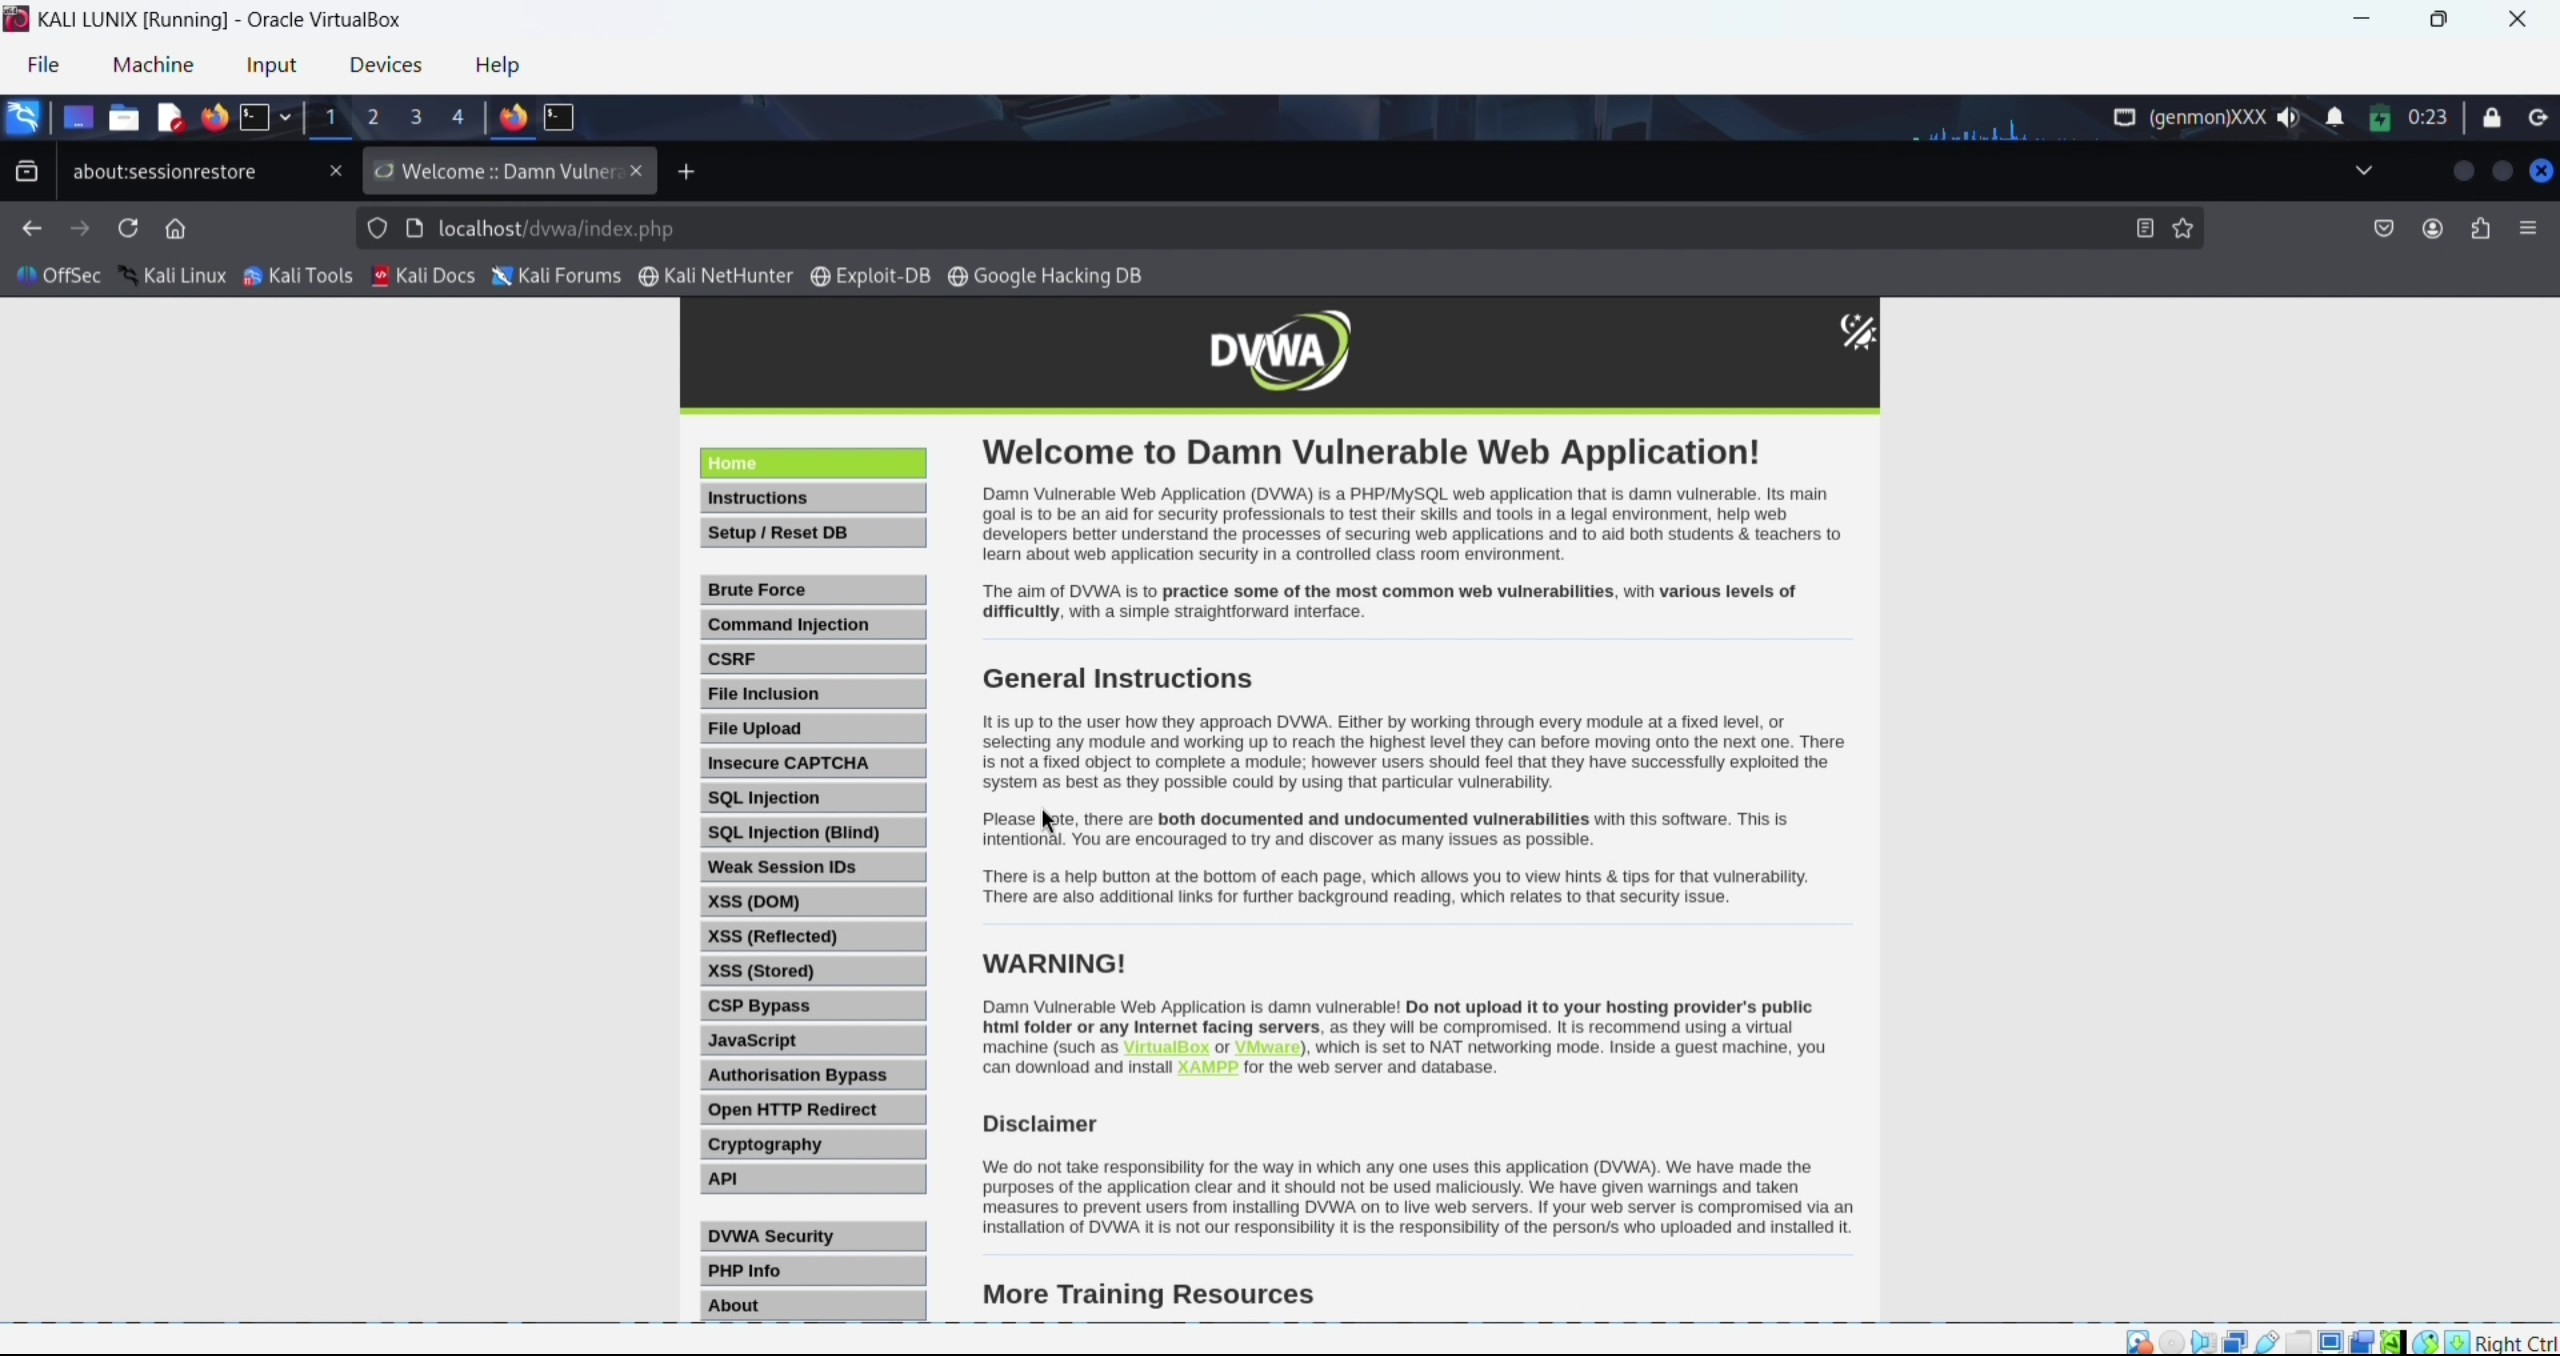 KALI LUNIX [Running] - Oracle VirtualBox
File Machine Input Devices Help
1 2 3 4 (genmon)XXX 0:23
about:sessionrestore Welcome :: Damn Vulnera
localhost/dvwa/index.php
OffSec Kali Linux Kali Tools Kali Docs Kali Forums Kali NetHunter Exploit-DB Google Hacking DB
DVWA
Home
Instructions
Setup / Reset DB
Brute Force
Command Injection
CSRF
File Inclusion
File Upload
Insecure CAPTCHA
SQL Injection
SQL Injection (Blind)
Weak Session IDs
XSS (DOM)
XSS (Reflected)
XSS (Stored)
CSP Bypass
JavaScript
Authorisation Bypass
Open HTTP Redirect
Cryptography
API
DVWA Security
PHP Info
About
Welcome to Damn Vulnerable Web Application!
Damn Vulnerable Web Application (DVWA) is a PHP/MySQL web application that is damn vulnerable. Its main
goal is to be an aid for security professionals to test their skills and tools in a legal environment, help web
developers better understand the processes of securing web applications and to aid both students & teachers to
learn about web application security in a controlled class room environment.
The aim of DVWA is to practice some of the most common web vulnerabilities, with various levels of
difficultly, with a simple straightforward interface.
General Instructions
It is up to the user how they approach DVWA. Either by working through every module at a fixed level, or
selecting any module and working up to reach the highest level they can before moving onto the next one. There
is not a fixed object to complete a module; however users should feel that they have successfully exploited the
system as best as they possible could by using that particular vulnerability.
Please note, there are both documented and undocumented vulnerabilities with this software. This is
intentional. You are encouraged to try and discover as many issues as possible.
There is a help button at the bottom of each page, which allows you to view hints & tips for that vulnerability.
There are also additional links for further background reading, which relates to that security issue.
WARNING!
Damn Vulnerable Web Application is damn vulnerable! Do not upload it to your hosting provider's public
html folder or any Internet facing servers, as they will be compromised. It is recommend using a virtual
machine (such as VirtualBox or VMware), which is set to NAT networking mode. Inside a guest machine, you
can download and install XAMPP for the web server and database.
Disclaimer
We do not take responsibility for the way in which any one uses this application (DVWA). We have made the
purposes of the application clear and it should not be used maliciously. We have given warnings and taken
measures to prevent users from installing DVWA on to live web servers. If your web server is compromised via an
installation of DVWA it is not our responsibility it is the responsibility of the person/s who uploaded and installed it.
More Training Resources
Right Ctrl